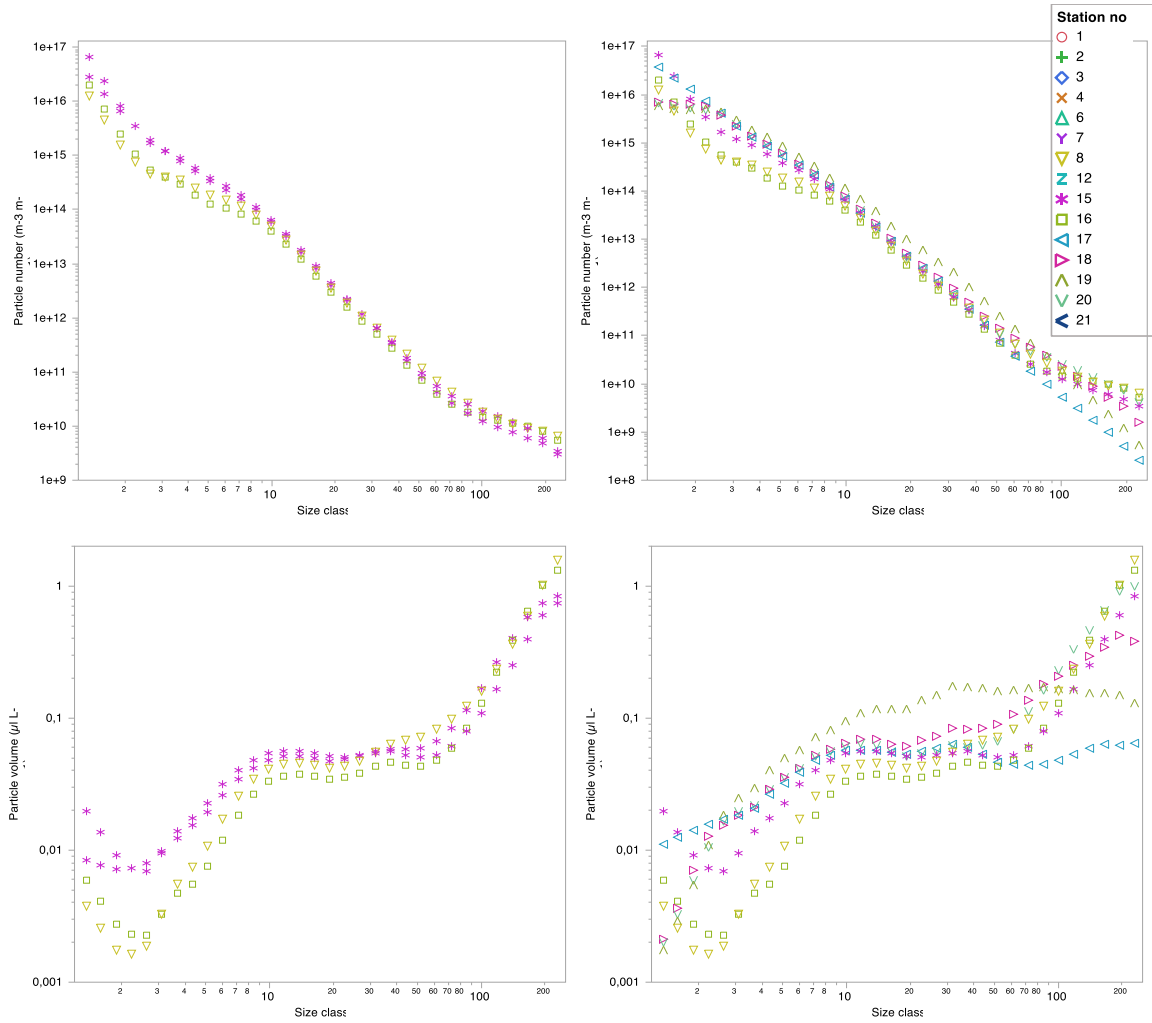 1e+17
1e+16
1e+15
1e+14
1e+13
1e+12
1e+11
1e+10
1e+9
Particle number (m-3 m-
2 3 4 5 6 7 8 10 20 30 40 50 60 70 80 100 200
Size class
1e+17
1e+16
1e+15
1e+14
1e+13
1e+12
1e+11
1e+10
1e+9
1e+8
Particle number (m-3 m-
2 3 4 5 6 7 8 10 20 30 40 50 60 70 80 100 200
Size class
Station no
1
2
3
4
6
7
8
12
15
16
17
18
19
20
21
1
0,1
0,01
0,001
Particle volume (µl L-
2 3 4 5 6 7 8 10 20 30 40 50 60 70 80 100 200
Size class
1
0,1
0,01
0,001
Particle volume (µl L-
2 3 4 5 6 7 8 10 20 30 40 50 60 70 80 100 200
Size class